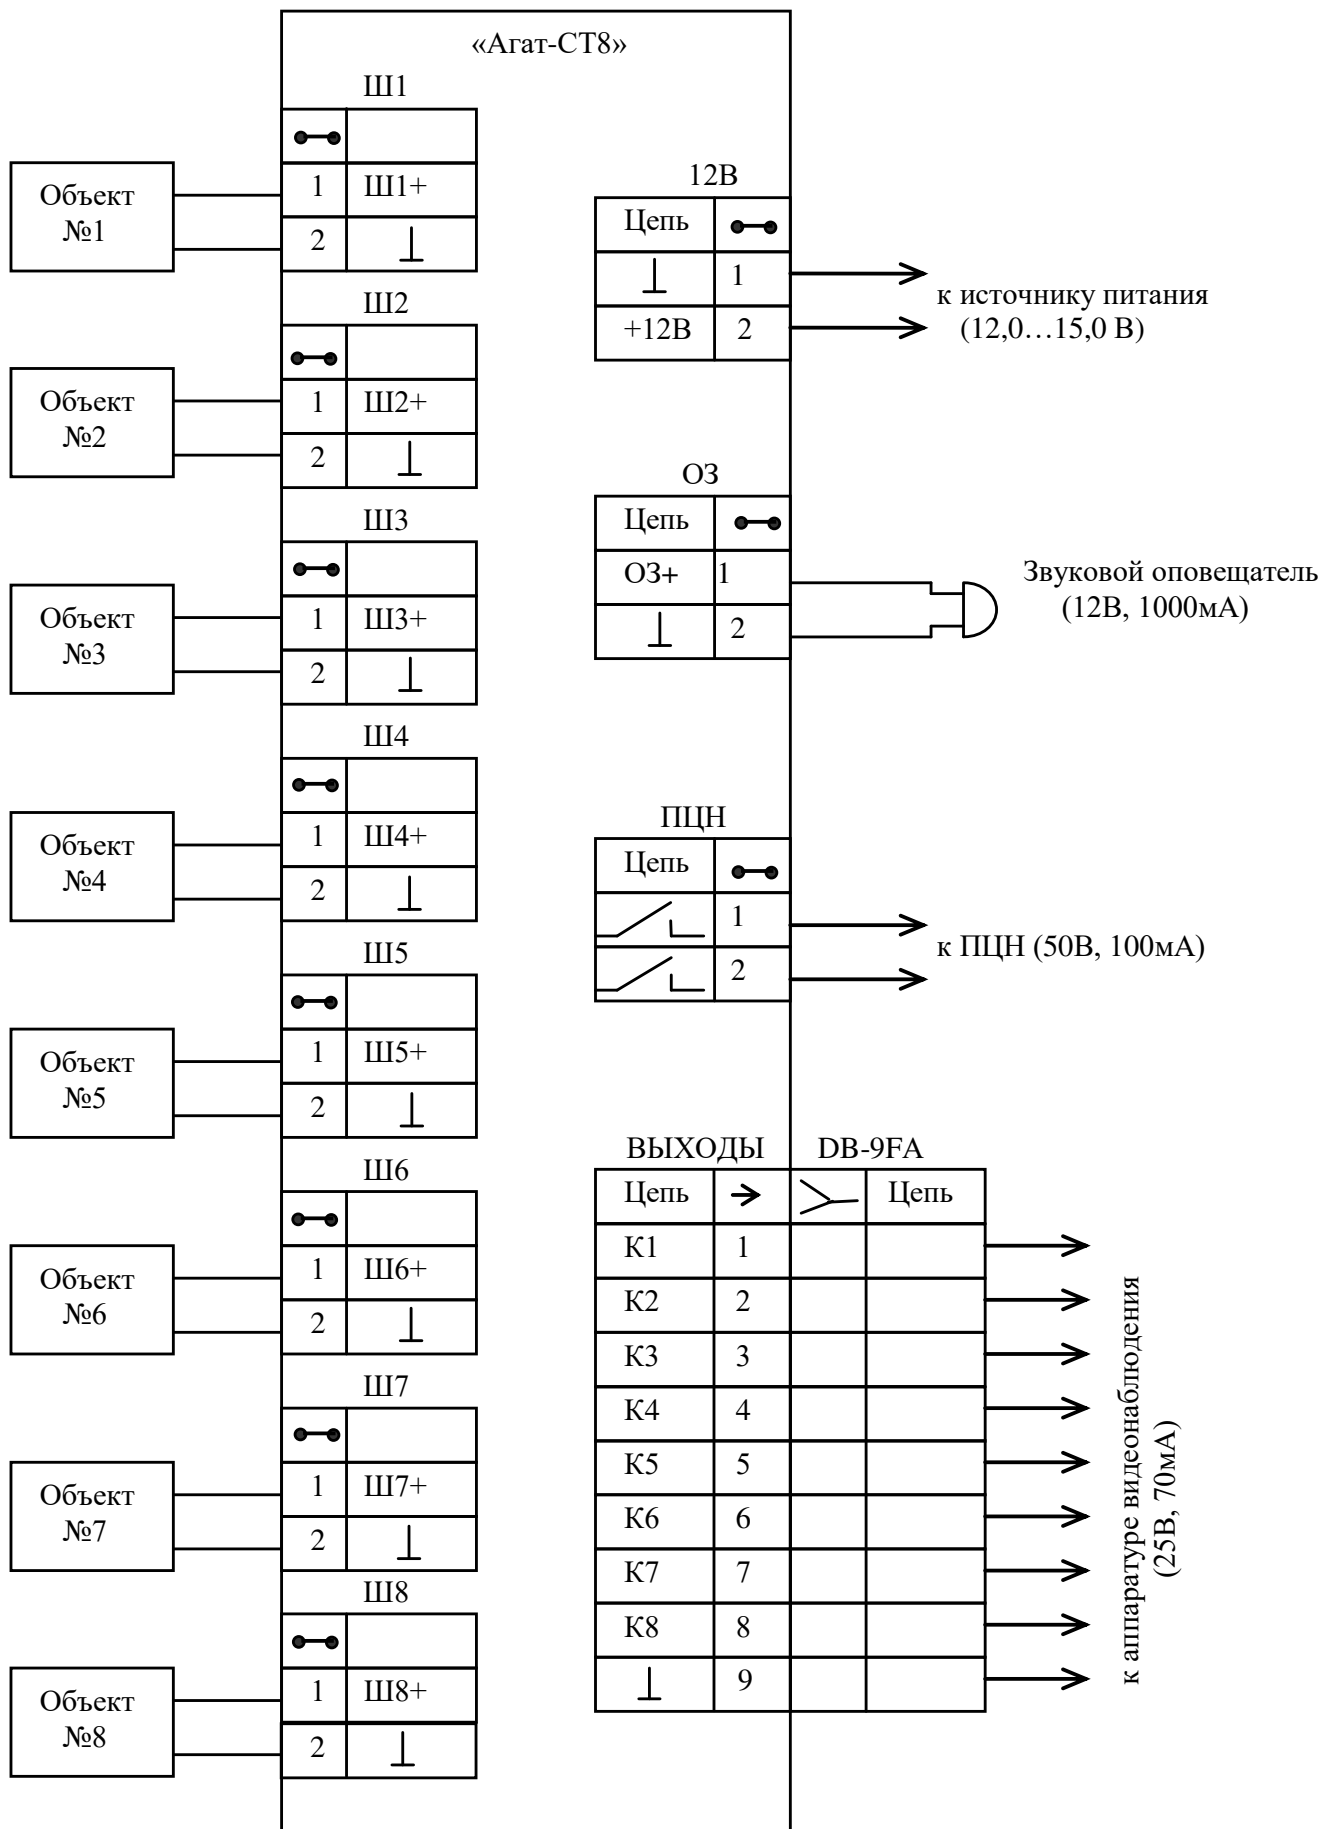 «Агат-СТ8»
Ш1
Объект
№1
1 Ш1+
2 ⊥
Ш2
Объект
№2
1 Ш2+
2 ⊥
Ш3
Объект
№3
1 Ш3+
2 ⊥
Ш4
Объект
№4
1 Ш4+
2 ⊥
Ш5
Объект
№5
1 Ш5+
2 ⊥
Ш6
Объект
№6
1 Ш6+
2 ⊥
Ш7
Объект
№7
1 Ш7+
2 ⊥
Ш8
Объект
№8
1 Ш8+
2 ⊥
12В
Цепь
⊥ 1
+12В 2
к источнику питания
(12,0…15,0 В)
ОЗ
Цепь
ОЗ+ 1
⊥ 2
Звуковой оповещатель
(12В, 1000мА)
ПЦН
Цепь
1
2
к ПЦН (50В, 100мА)
ВЫХОДЫ DB-9FA
Цепь Цепь
К1 1
К2 2
К3 3
К4 4
К5 5
К6 6
К7 7
К8 8
⊥ 9
к аппаратуре видеонаблюдения
(25В, 70мА)